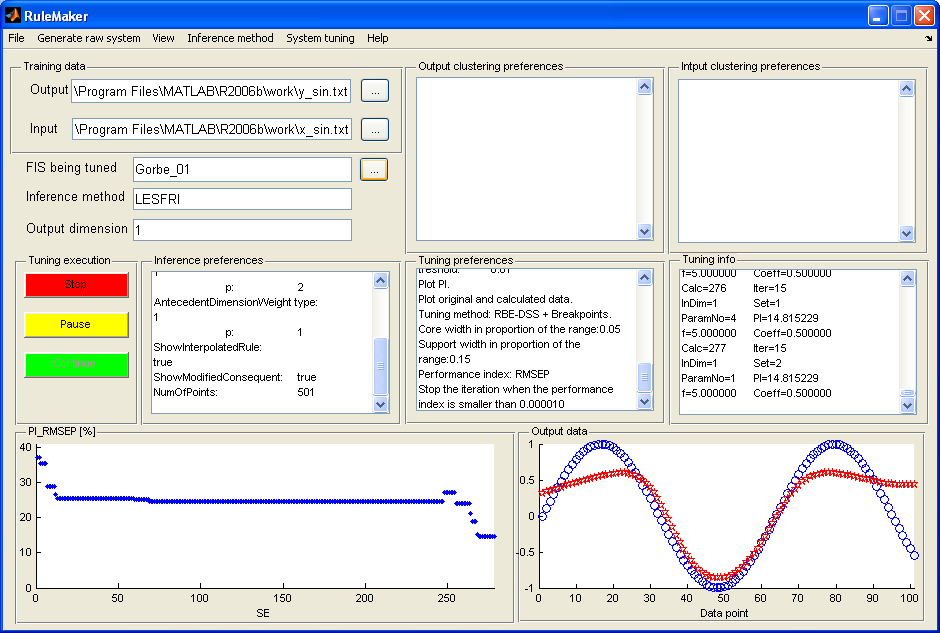 RuleMaker
File Generate raw system View Inference method System tuning Help
Training data
Output \Program Files\MATLAB\R2006b\work\y_sin.txt ...
Input \Program Files\MATLAB\R2006b\work\x_sin.txt ...
FIS being tuned Gorbe_01 ...
Inference method LESFRI
Output dimension 1
Output clustering preferences
Intput clustering preferences
Tuning execution
Stop
Pause
Continue
Inference preferences
1
p: 2
AntecedentDimensionWeight type:
1
p: 1
ShowInterpolatedRule:
true
ShowModifiedConsequent: true
NumOfPoints: 501
Tuning preferences
treshold: 0.01
Plot PI.
Plot original and calculated data.
Tuning method: RBE-DSS + Breakpoints.
Core width in proportion of the range:0.05
Support width in proportion of the
range:0.15
Performance index: RMSEP
Stop the iteration when the performance
index is smaller than 0.000010
Tuning info
f=5.000000 Coeff=0.500000
Calc=276 Iter=15
InDim=1 Set=1
ParamNo=4 PI=14.815229
f=5.000000 Coeff=0.500000
Calc=277 Iter=15
InDim=1 Set=2
ParamNo=1 PI=14.815229
f=5.000000 Coeff=0.500000
PI_RMSEP [%]
40
30
20
10
0
0 50 100 150 200 250
SE
Output data
1
0.5
0
-0.5
-1
0 10 20 30 40 50 60 70 80 90 100
Data point